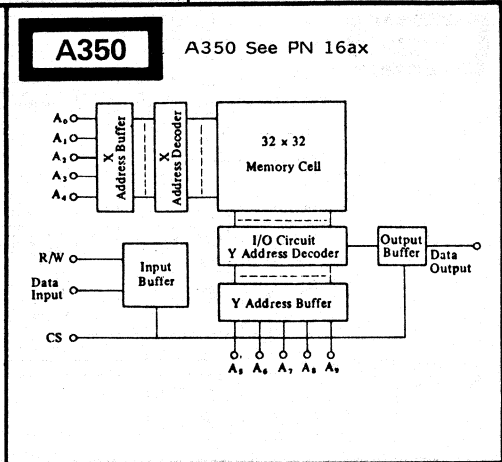 A350
A350 See PN 16ax
A₀
A₁
A₂
A₃
A₄
X
Address Buffer
X
Address Decoder
32 x 32
Memory Cell
I/O Circuit
Y Address Decoder
Output
Buffer
Data
Output
R/W
Data
Input
Input
Buffer
Y Address Buffer
CS
A₅
A₆
A₇
A₈
A₉